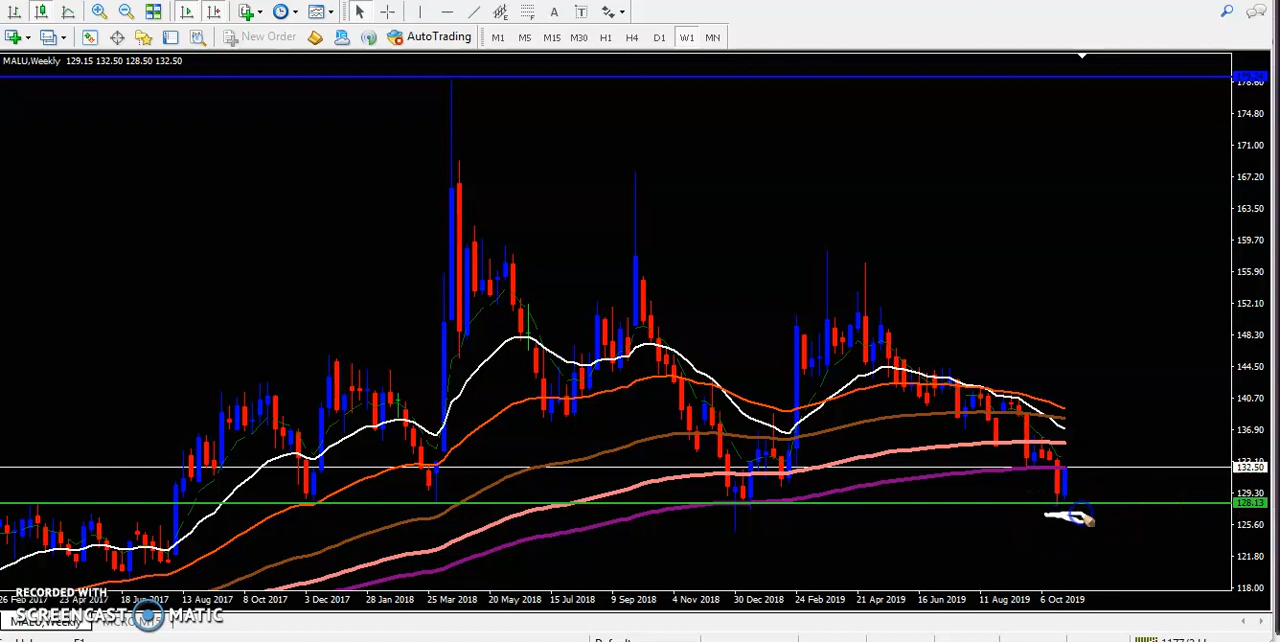 New Order
AutoTrading
M1 M5 M15 M30 H1 H4 D1 W1 MN
MALU,Weekly 129.15 132.50 128.50 132.50
178.60
174.80
171.00
167.20
163.50
159.70
155.90
152.10
148.30
144.50
140.70
136.90
132.50
129.30
128.13
125.60
121.80
118.00
26 Feb 2017 23 Apr 2017 18 Jun 2017 13 Aug 2017 8 Oct 2017 3 Dec 2017 28 Jan 2018 25 Mar 2018 20 May 2018 15 Jul 2018 9 Sep 2018 4 Nov 2018 30 Dec 2018 24 Feb 2019 21 Apr 2019 16 Jun 2019 11 Aug 2019 6 Oct 2019
RECORDED WITH
SCREENCAST MATIC
MALU,Weekly